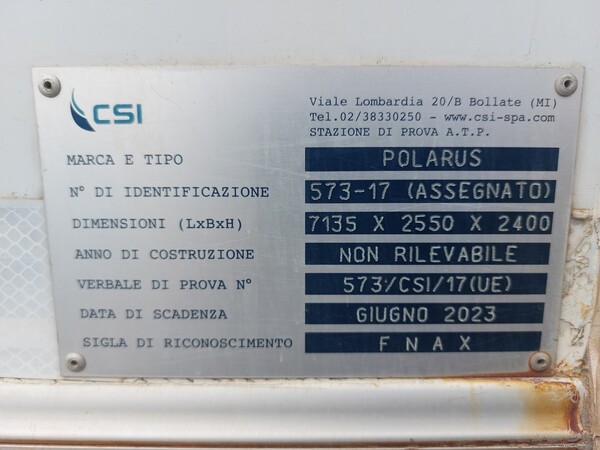 CSI
Viale Lombardia 20/B Bollate (MI)
Tel.02/38330250 - www.csi-spa.com
STAZIONE DI PROVA A.T.P.
MARCA E TIPO POLARUS
N° DI IDENTIFICAZIONE 573-17 (ASSEGNATO)
DIMENSIONI (LxBxH) 7135 X 2550 X 2400
ANNO DI COSTRUZIONE NON RILEVABILE
VERBALE DI PROVA N° 573/CSI/17(UE)
DATA DI SCADENZA GIUGNO 2023
SIGLA DI RICONOSCIMENTO F N A X